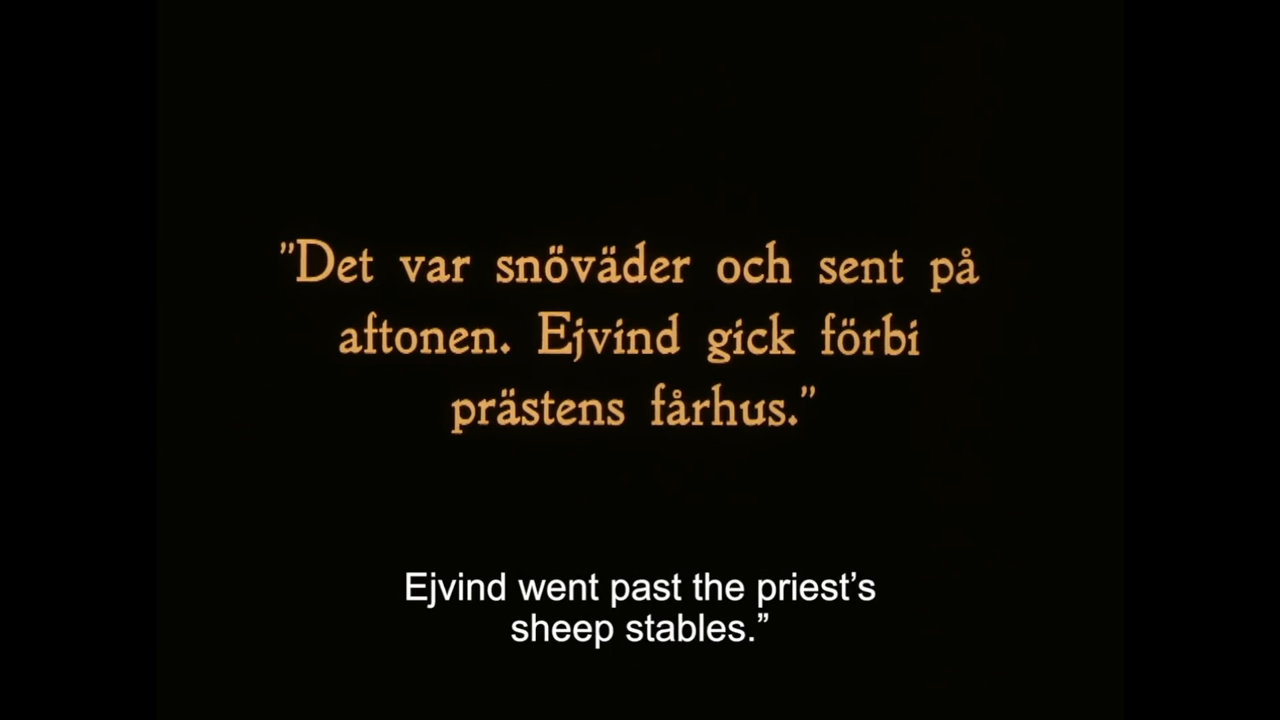 "Det var snöväder och sent på
aftonen. Ejvind gick förbi
prästens fårhus."
Ejvind went past the priest’s
sheep stables.”